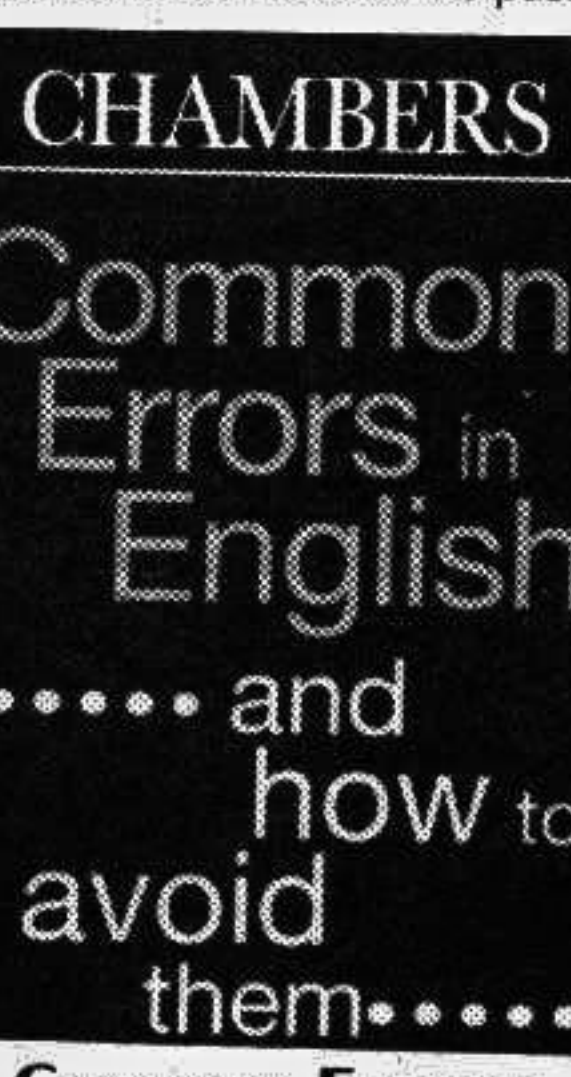 CHAMBERS
Common
Errors in
English
••••• and
how to
avoid
them•••••